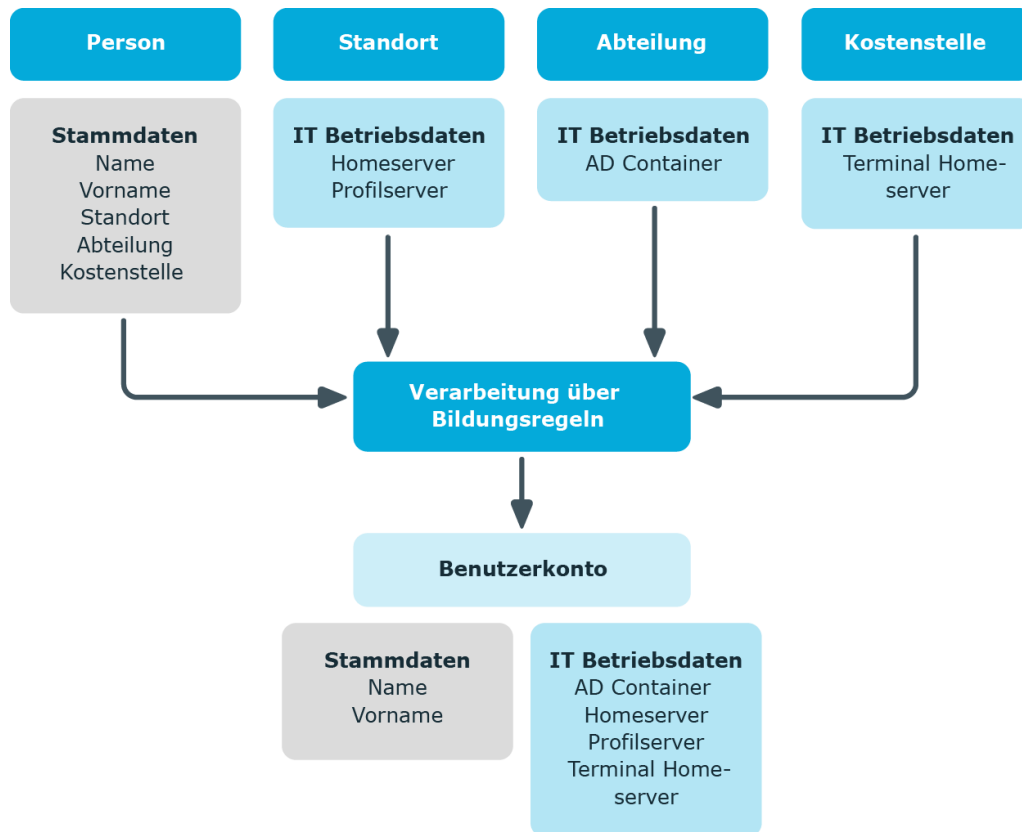 Person
Standort
Abteilung
Kostenstelle
Stammdaten
Name
Vorname
Standort
Abteilung
Kostenstelle
IT Betriebsdaten
Homeserver
Profilserver
IT Betriebsdaten
AD Container
IT Betriebsdaten
Terminal Home-
server
Verarbeitung über
Bildungsregeln
Benutzerkonto
Stammdaten
Name
Vorname
IT Betriebsdaten
AD Container
Homeserver
Profilserver
Terminal Home-
server